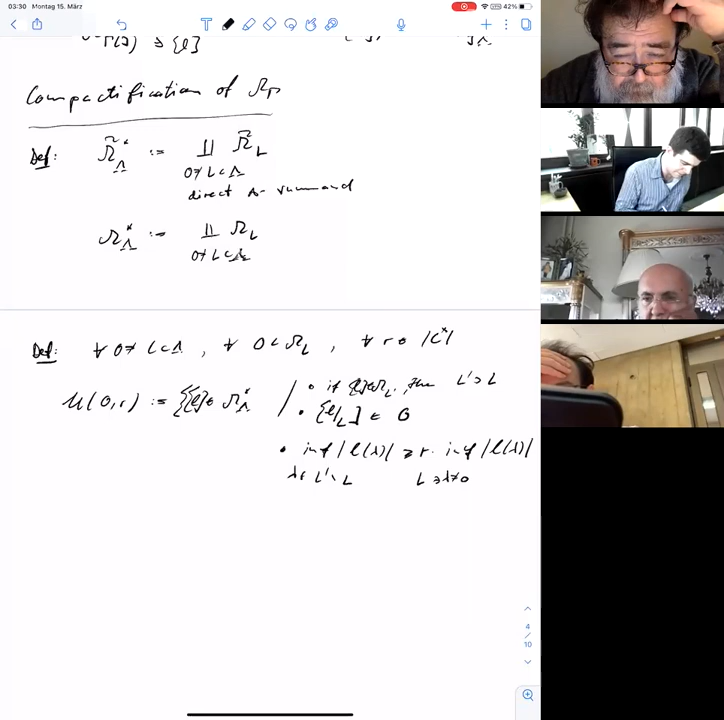 03:30 Montag 15. März
42%
Compactification of Ω_Γ
Def: Ω̃*_Λ := ∐ Ω̃_L
0≠L⊂Λ
direct A-summand
Ω*_Λ := ∐ Ω_L
0≠L⊂Λ
Def: ∀ 0≠L⊂Λ, ∀ O⊂Ω_L, ∀ r∈|C*|
U(O,r) := {[ℓ]∈Ω*_Λ / • if [ℓ]∈Ω_L', then L'⊃L
• [ℓ|_L] ∈ O
• inf |ℓ(λ)| ≥ r· inf |ℓ(λ)|
λ∈L'∖L L∋λ≠0
4
/
10